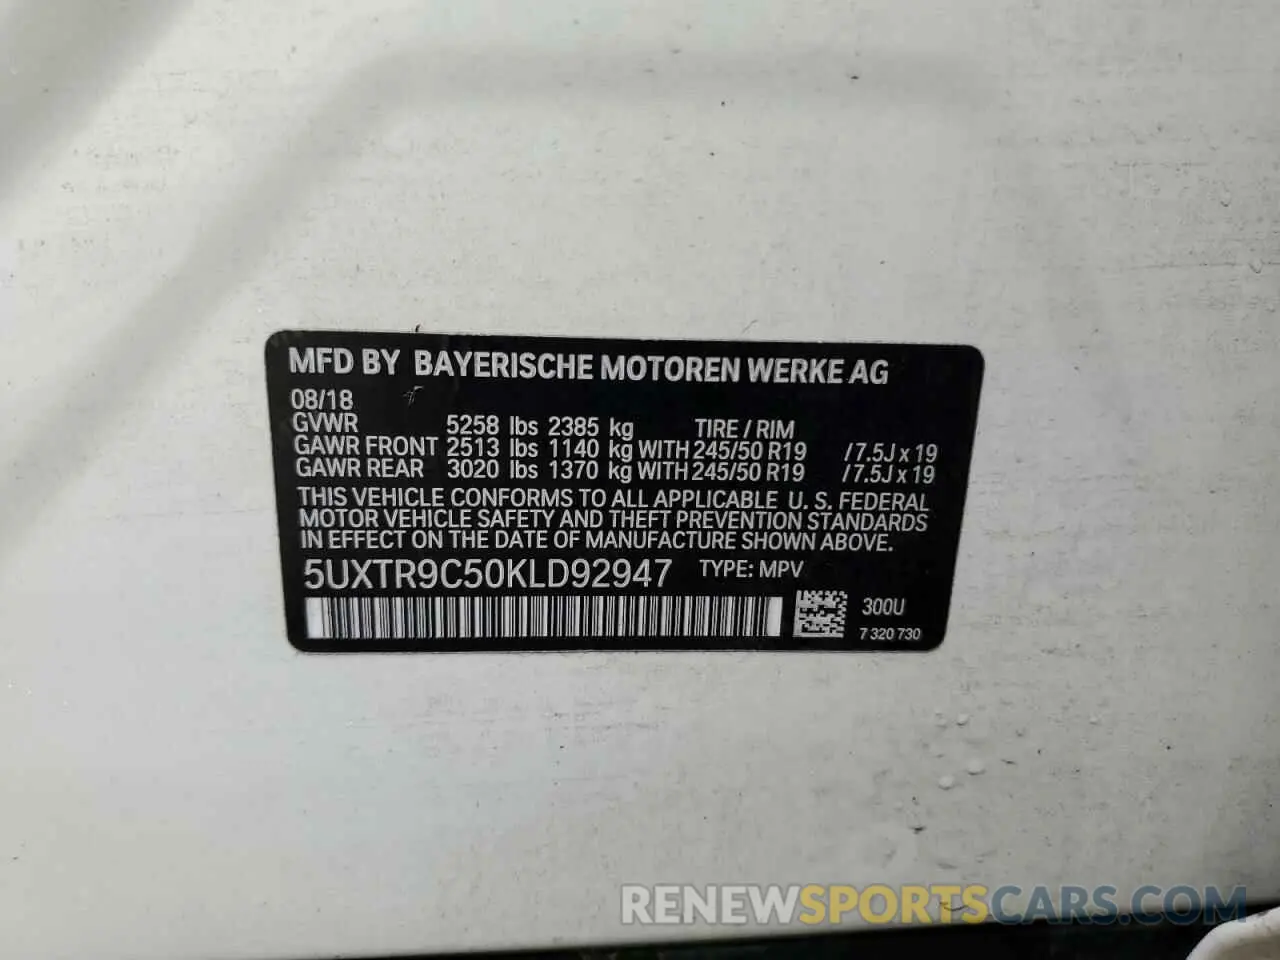 MFD BY BAYERISCHE MOTOREN WERKE AG
08/18
GVWR 5258 lbs 2385 kg TIRE / RIM
GAWR FRONT 2513 lbs 1140 kg WITH 245/50 R19 /7.5J x 19
GAWR REAR 3020 lbs 1370 kg WITH 245/50 R19 /7.5J x 19
THIS VEHICLE CONFORMS TO ALL APPLICABLE U. S. FEDERAL
MOTOR VEHICLE SAFETY AND THEFT PREVENTION STANDARDS
IN EFFECT ON THE DATE OF MANUFACTURE SHOWN ABOVE.
5UXTR9C50KLD92947 TYPE: MPV
300U
7 320 730
RENEWSPORTSCARS.COM